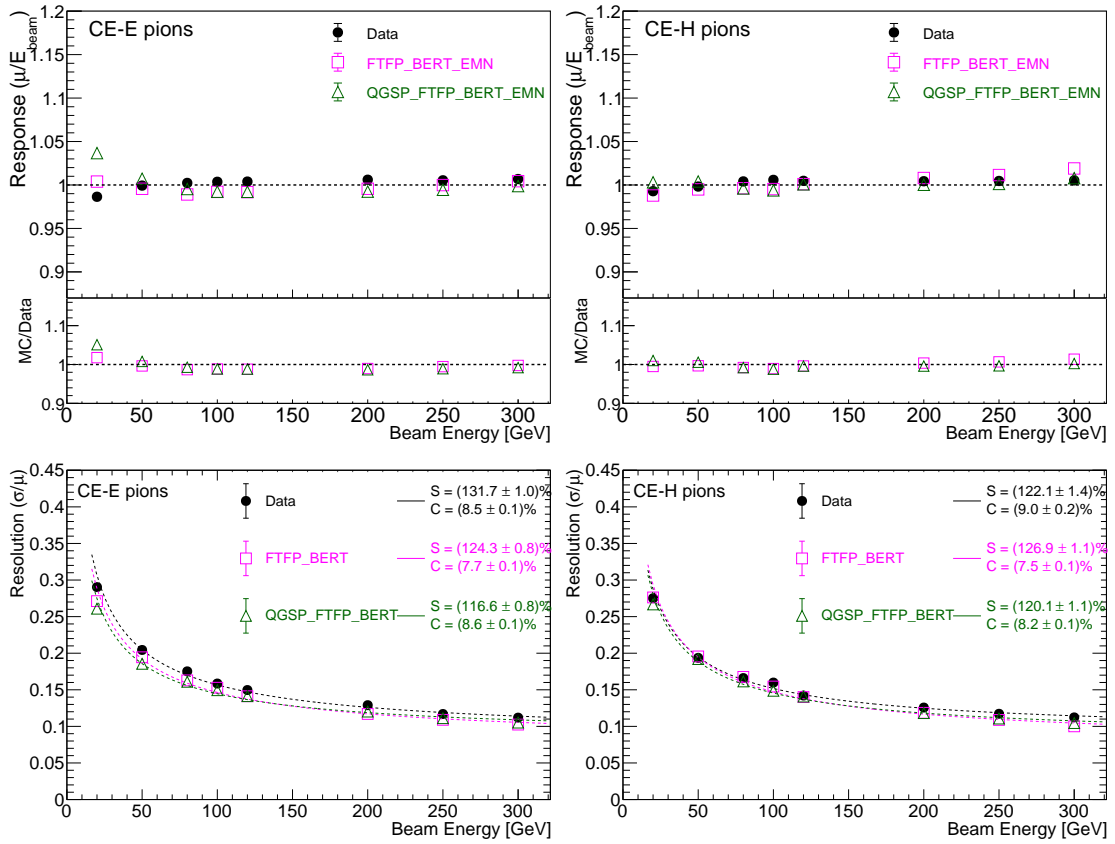 CE-E pions
Data
FTFP_BERT_EMN
QGSP_FTFP_BERT_EMN
Response (μ/E_beam)
1.2
1.15
1.1
1.05
1
0.95
0.9
MC/Data
1.1
1
0.9
0 50 100 150 200 250 300
Beam Energy [GeV]
CE-H pions
Data
FTFP_BERT_EMN
QGSP_FTFP_BERT_EMN
Response (μ/E_beam)
1.2
1.15
1.1
1.05
1
0.95
0.9
MC/Data
1.1
1
0.9
0 50 100 150 200 250 300
Beam Energy [GeV]
CE-E pions
Data
S = (131.7 ± 1.0)%
C = (8.5 ± 0.1)%
FTFP_BERT
S = (124.3 ± 0.8)%
C = (7.7 ± 0.1)%
QGSP_FTFP_BERT
S = (116.6 ± 0.8)%
C = (8.6 ± 0.1)%
Resolution (σ/μ)
0.45
0.4
0.35
0.3
0.25
0.2
0.15
0.1
0.05
0
0 50 100 150 200 250 300
Beam Energy [GeV]
CE-H pions
Data
S = (122.1 ± 1.4)%
C = (9.0 ± 0.2)%
FTFP_BERT
S = (126.9 ± 1.1)%
C = (7.5 ± 0.1)%
QGSP_FTFP_BERT
S = (120.1 ± 1.1)%
C = (8.2 ± 0.1)%
Resolution (σ/μ)
0.45
0.4
0.35
0.3
0.25
0.2
0.15
0.1
0.05
0
0 50 100 150 200 250 300
Beam Energy [GeV]